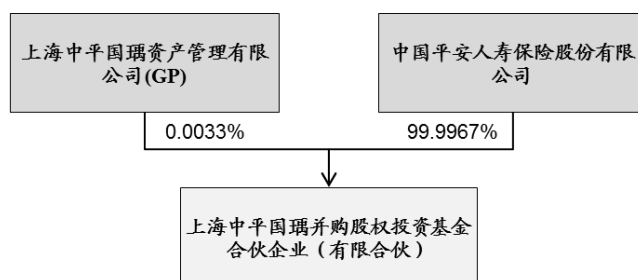 上海中平国瑀资产管理有限
公司(GP)
中国平安人寿保险股份有限
公司
0.0033%
99.9967%
上海中平国瑀并购股权投资基金
合伙企业（有限合伙）